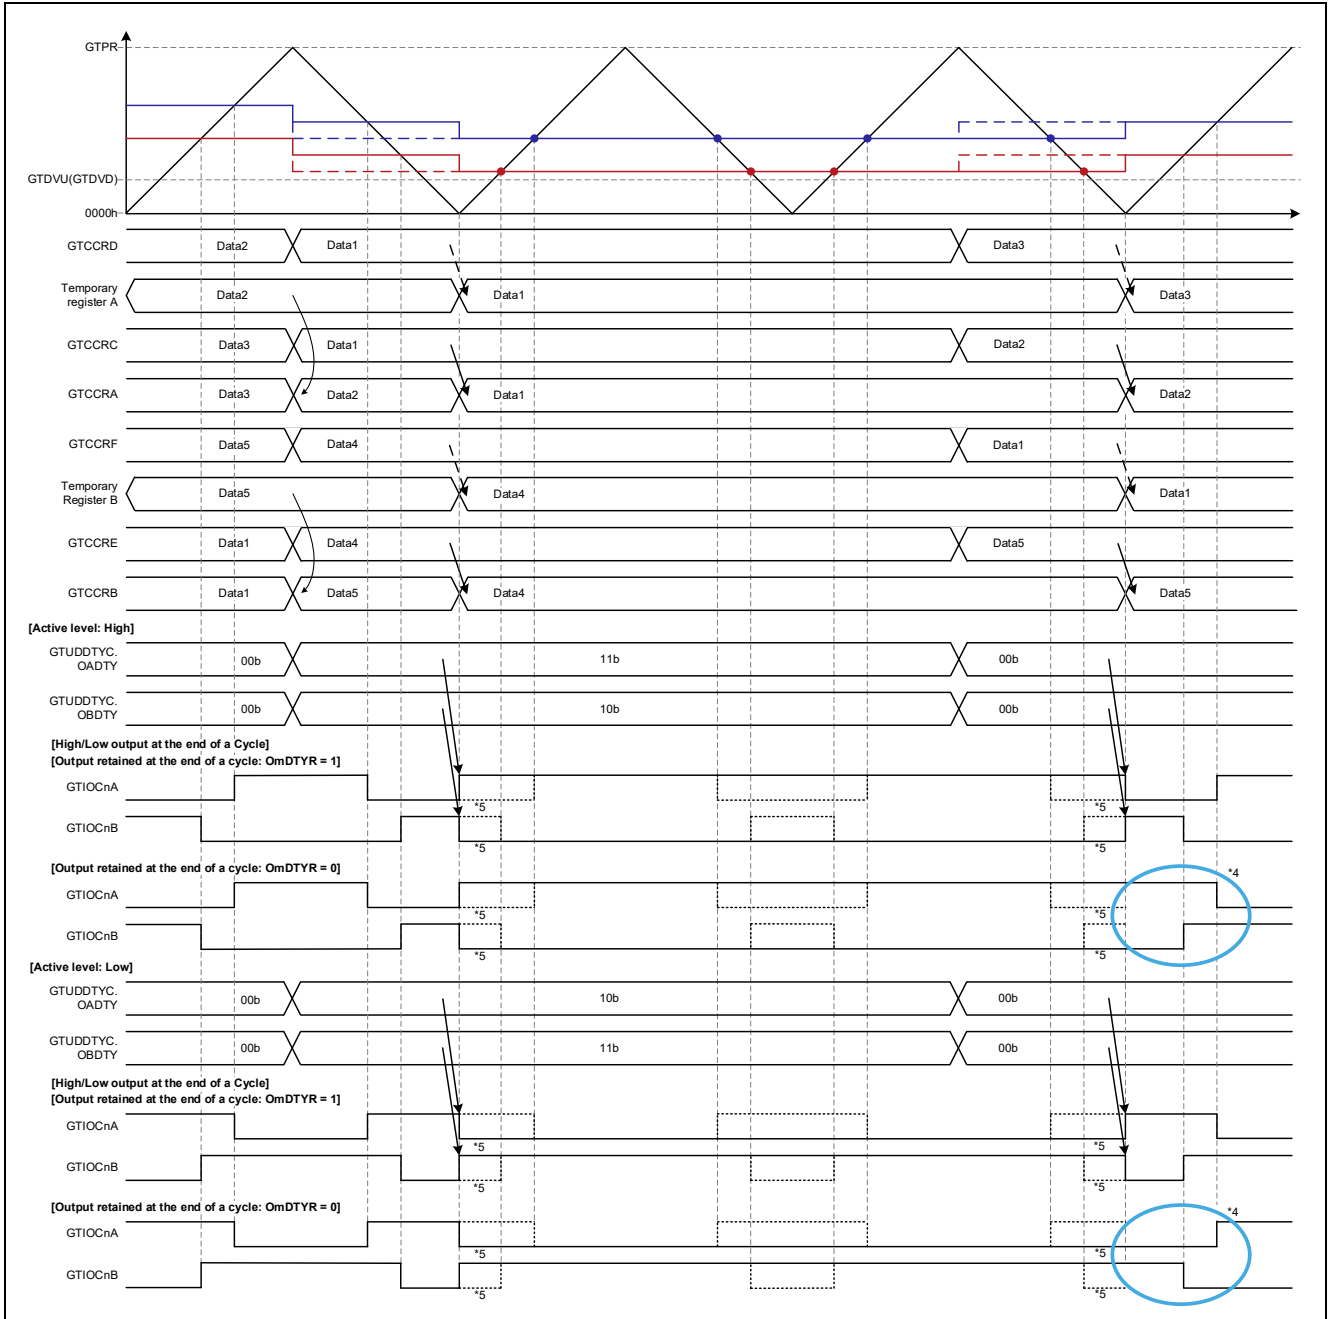 GTPR
GTDVU(GTDVD)
0000h
GTCCRD Data2 Data1 Data3
Temporary
register A
Data2 Data1 Data3
GTCCRC Data3 Data1 Data2
GTCCRA Data3 Data2 Data1 Data2
GTCCRF Data5 Data4 Data1
Temporary
Register B
Data5 Data4 Data1
GTCCRE Data1 Data4 Data5
GTCCRB Data1 Data5 Data4 Data5
[Active level: High]
GTUDDTYC.
OADTY
00b 11b 00b
GTUDDTYC.
OBDTY
00b 10b 00b
[High/Low output at the end of a Cycle]
[Output retained at the end of a cycle: OmDTYR = 1]
GTIOCnA
*5 *5
GTIOCnB
*5 *5
[Output retained at the end of a cycle: OmDTYR = 0]
*4
GTIOCnA
*5 *5
GTIOCnB
*5 *5
[Active level: Low]
GTUDDTYC.
OADTY
00b 10b 00b
GTUDDTYC.
OBDTY
00b 11b 00b
[High/Low output at the end of a Cycle]
[Output retained at the end of a cycle: OmDTYR = 1]
GTIOCnA
*5 *5
GTIOCnB
*5 *5
[Output retained at the end of a cycle: OmDTYR = 0]
*4
GTIOCnA
*5 *5
GTIOCnB
*5 *5